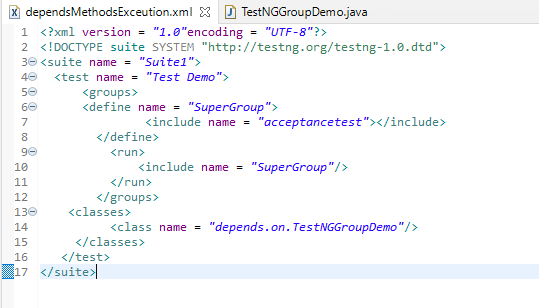 dependsMethodsExceution.xml TestNGGroupDemo.java
1 <?xml version = "1.0"encoding = "UTF-8"?>
2 <!DOCTYPE suite SYSTEM "http://testng.org/testng-1.0.dtd">
3 <suite name = "Suite1">
4 <test name = "Test Demo">
5 <groups>
6 <define name = "SuperGroup">
7 <include name = "acceptancetest"></include>
8 </define>
9 <run>
10 <include name = "SuperGroup"/>
11 </run>
12 </groups>
13 <classes>
14 <class name = "depends.on.TestNGGroupDemo"/>
15 </classes>
16 </test>
17 </suite>